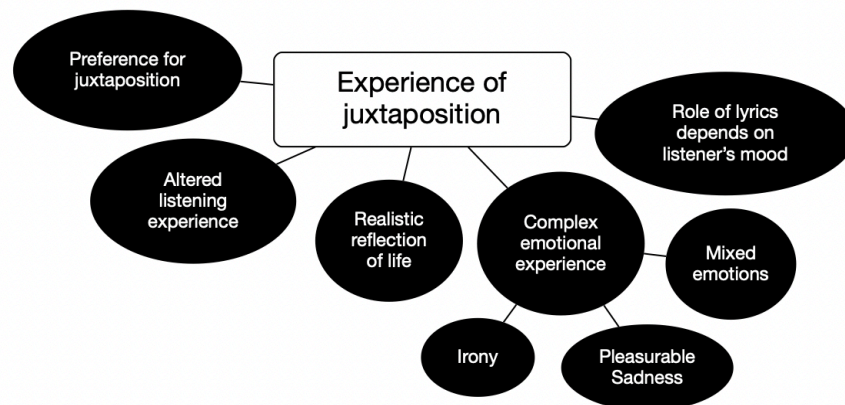 Experience of
juxtaposition
Preference for
juxtaposition
Role of lyrics
depends on
listener's mood
Altered
listening
experience
Realistic
reflection
of life
Complex
emotional
experience
Mixed
emotions
Irony
Pleasurable
Sadness